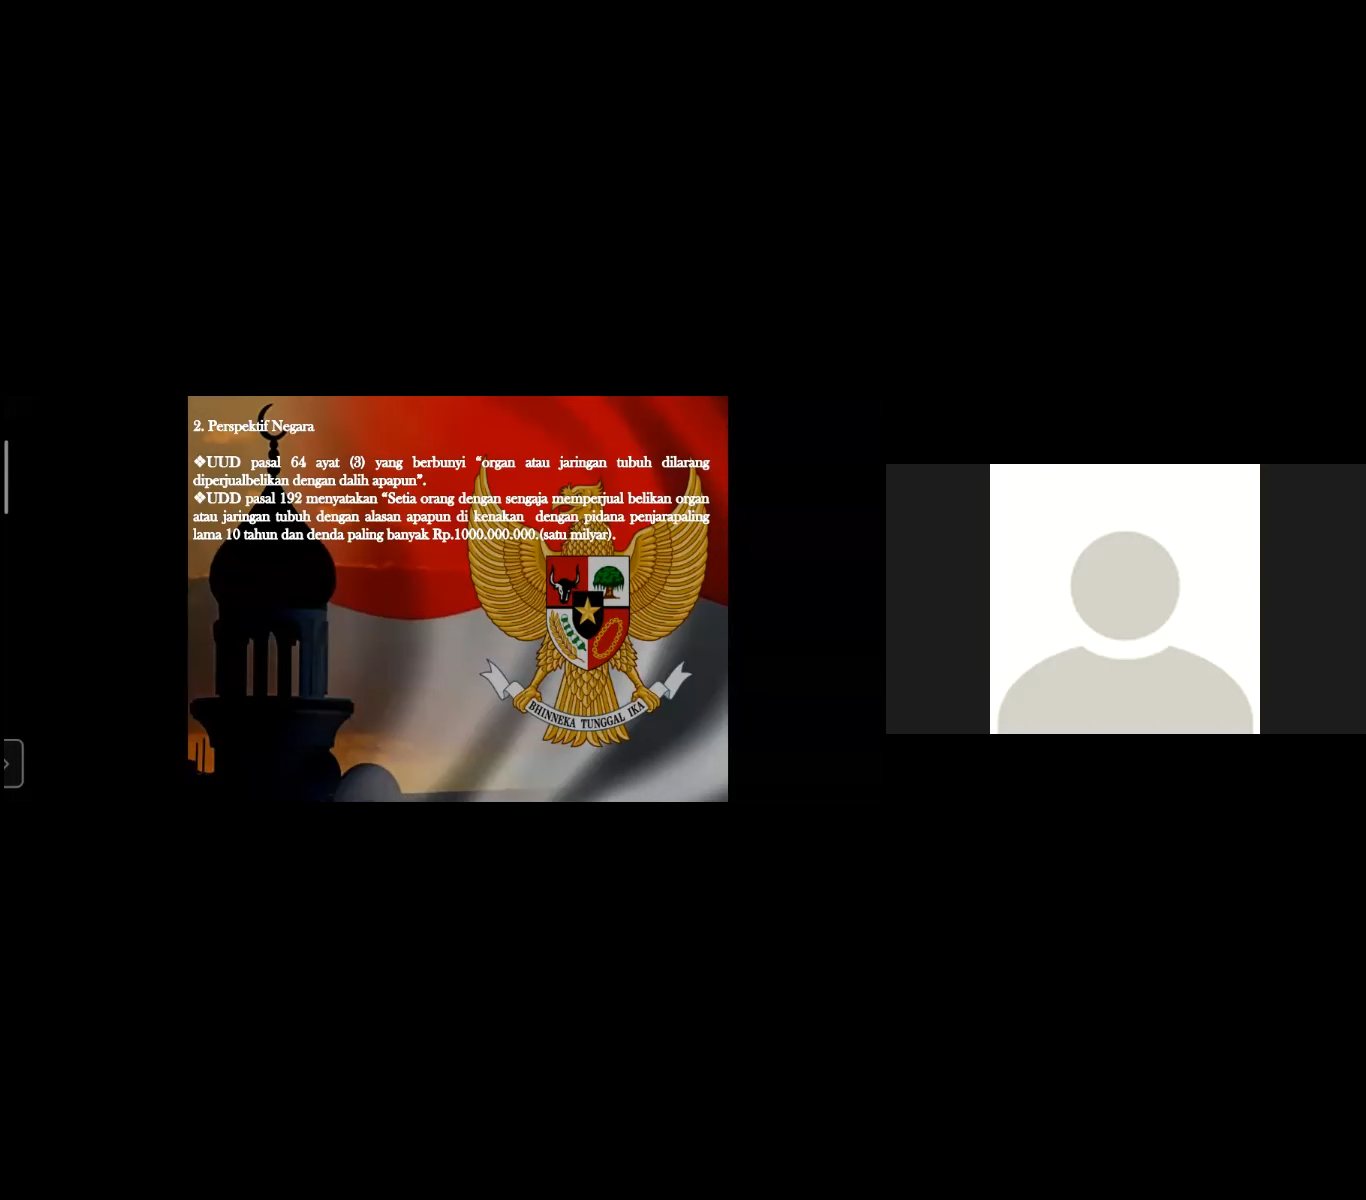 2. Perspektif Negara
❖UUD pasal 64 ayat (3) yang berbunyi “organ atau jaringan tubuh dilarang
diperjualbelikan dengan dalih apapun”.
❖UDD pasal 192 menyatakan “Setia orang dengan sengaja memperjual belikan organ
atau jaringan tubuh dengan alasan apapun di kenakan dengan pidana penjarapaling
lama 10 tahun dan denda paling banyak Rp.1000.000.000.(satu milyar).
BHINNEKA TUNGGAL IKA